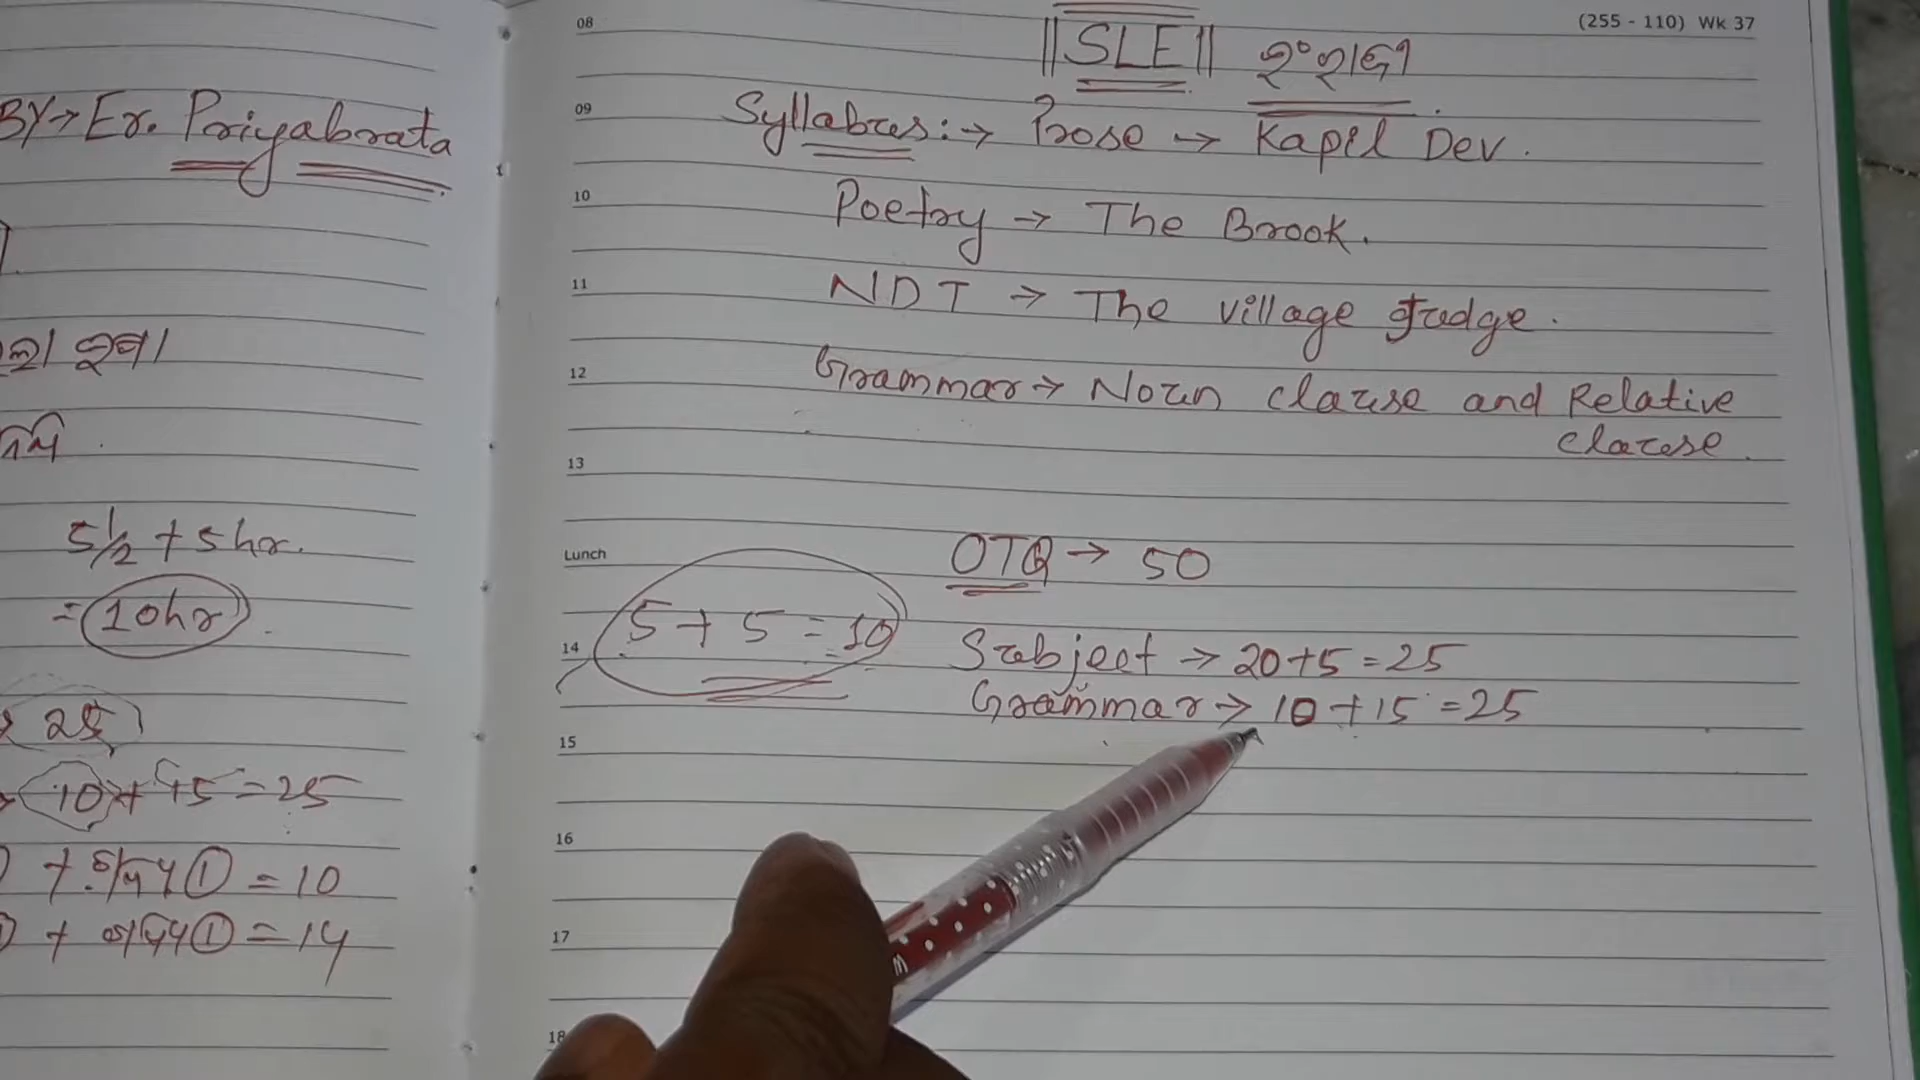 BY→ Er. Priyabrata
5½ + 5hr.
= 10hr
25
10 + 15 = 25
① = 10
① = 14
08
(255 - 110) Wk 37
||SLE|| ଇଂରାଜୀ
09
Syllabus:→ Prose → Kapil Dev.
10
Poetry → The Brook.
11
NDT → The village Judge.
12
Grammar → Noun clause and Relative
clause.
13
Lunch
OTQ → 50
5 + 5 = 10
14
Subject → 20+5 = 25
Grammar → 10 + 15 = 25
15
16
17
18